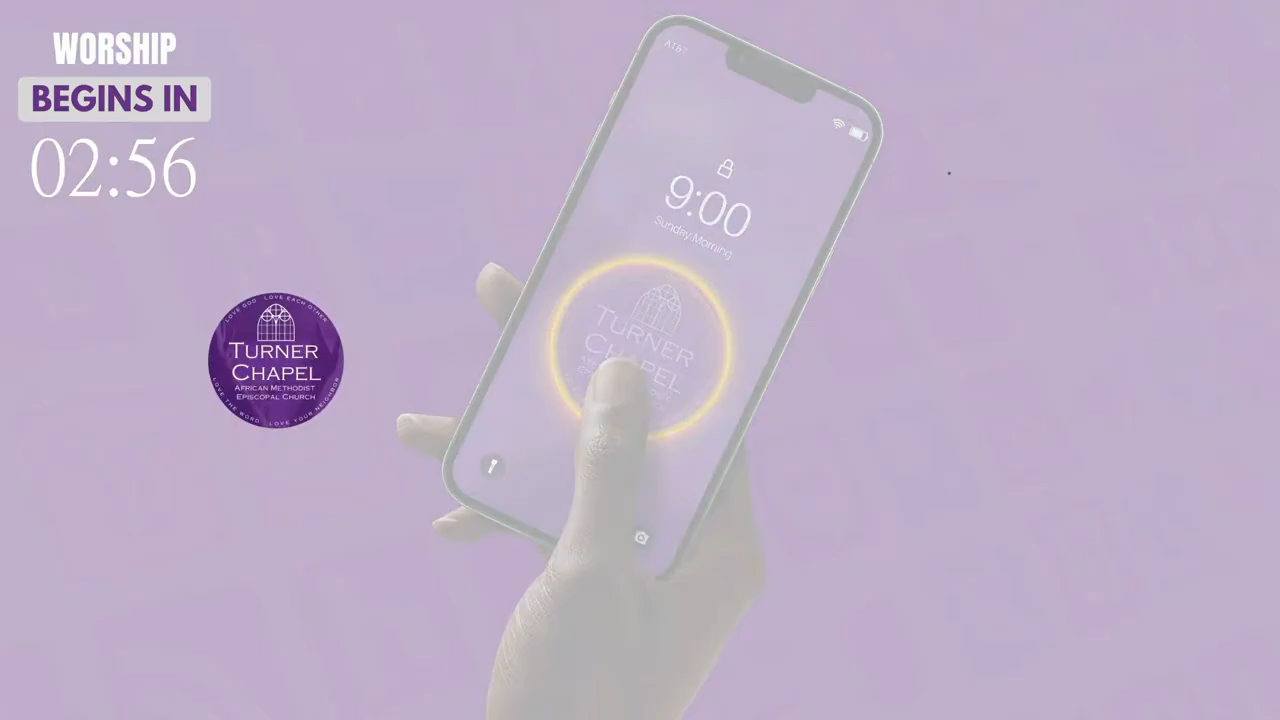 WORSHIP
BEGINS IN
02:56
AT&T
9:00
Sunday Morning
TURNER
CHAPEL
LOVE GOD LOVE EACH OTHER
TURNER
CHAPEL
AFRICAN METHODIST
EPISCOPAL CHURCH
LOVE THE WORD LOVE YOUR NEIGHBOR